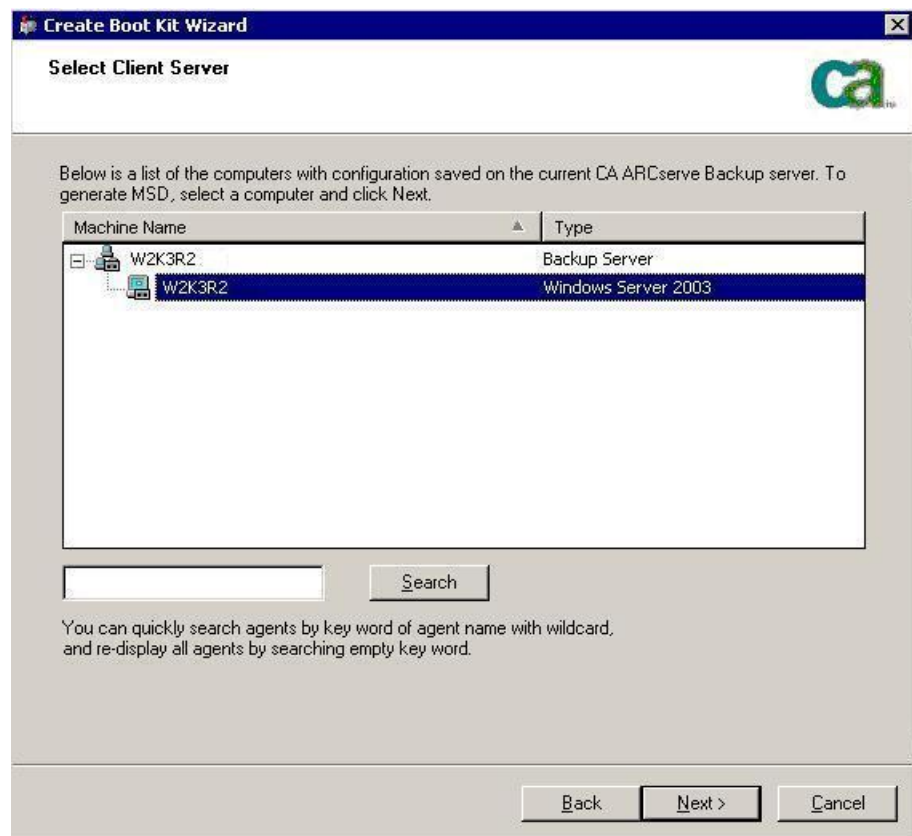 Create Boot Kit Wizard
Select Client Server
ca
Below is a list of the computers with configuration saved on the current CA ARCserve Backup server. To
generate MSD, select a computer and click Next.
Machine Name Type
W2K3R2 Backup Server
W2K3R2 Windows Server 2003
Search
You can quickly search agents by key word of agent name with wildcard,
and re-display all agents by searching empty key word.
Back Next > Cancel